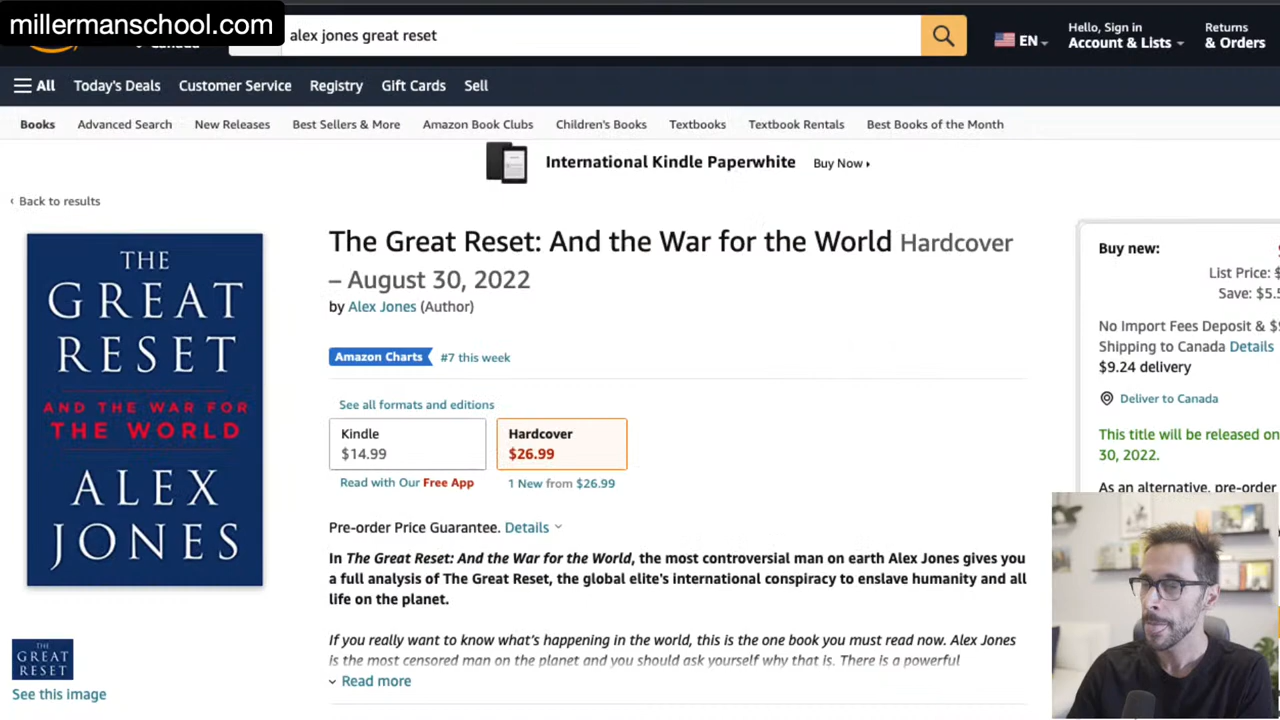 millermanschool.com
Canada
alex jones great reset
EN
Hello, Sign in
Account & Lists
Returns
& Orders
All
Today's Deals
Customer Service
Registry
Gift Cards
Sell
Books
Advanced Search
New Releases
Best Sellers & More
Amazon Book Clubs
Children's Books
Textbooks
Textbook Rentals
Best Books of the Month
International Kindle Paperwhite
Buy Now ›
‹ Back to results
THE
GREAT
RESET
AND THE WAR FOR
THE WORLD
ALEX
JONES
THE
GREAT
RESET
See this image
The Great Reset: And the War for the World Hardcover
– August 30, 2022
by Alex Jones (Author)
Amazon Charts #7 this week
See all formats and editions
Kindle
$14.99
Hardcover
$26.99
Read with Our Free App
1 New from $26.99
Pre-order Price Guarantee. Details
In The Great Reset: And the War for the World, the most controversial man on earth Alex Jones gives you
a full analysis of The Great Reset, the global elite's international conspiracy to enslave humanity and all
life on the planet.
If you really want to know what's happening in the world, this is the one book you must read now. Alex Jones
is the most censored man on the planet and you should ask yourself why that is. There is a powerful
Read more
Buy new:
List Price: $
Save: $5.5
No Import Fees Deposit & $9
Shipping to Canada Details
$9.24 delivery
Deliver to Canada
This title will be released on
30, 2022.
As an alternative, pre-order